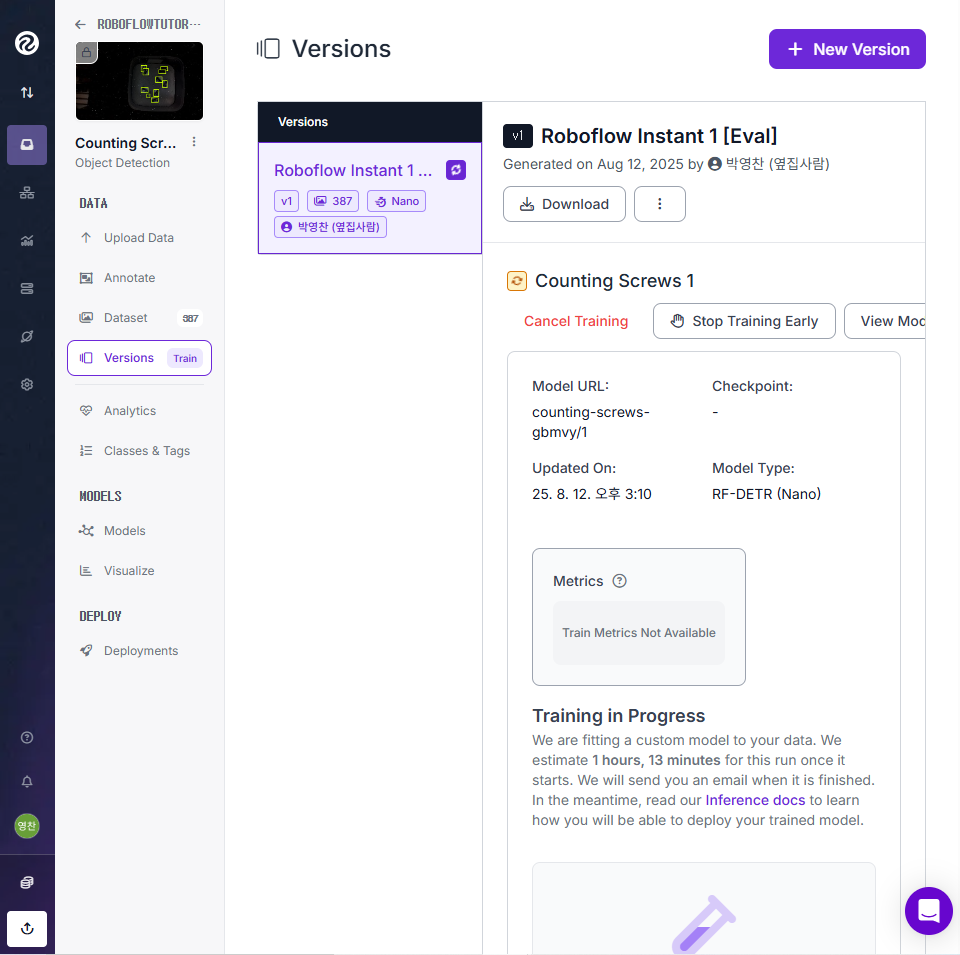 ROBOFLOWTUTOR...
Counting Scr...
Object Detection
DATA
Upload Data
Annotate
Dataset 387
Versions Train
Analytics
Classes & Tags
MODELS
Models
Visualize
DEPLOY
Deployments
영찬
Versions
+ New Version
Versions
Roboflow Instant 1 ...
v1 387 Nano
박영찬 (옆집사람)
v1 Roboflow Instant 1 [Eval]
Generated on Aug 12, 2025 by 박영찬 (옆집사람)
Download
Counting Screws 1
Cancel Training Stop Training Early View Mod
Model URL: Checkpoint:
counting-screws- -
gbmvy/1
Updated On: Model Type:
25. 8. 12. 오후 3:10 RF-DETR (Nano)
Metrics ?
Train Metrics Not Available
Training in Progress
We are fitting a custom model to your data. We
estimate 1 hours, 13 minutes for this run once it
starts. We will send you an email when it is finished.
In the meantime, read our Inference docs to learn
how you will be able to deploy your trained model.